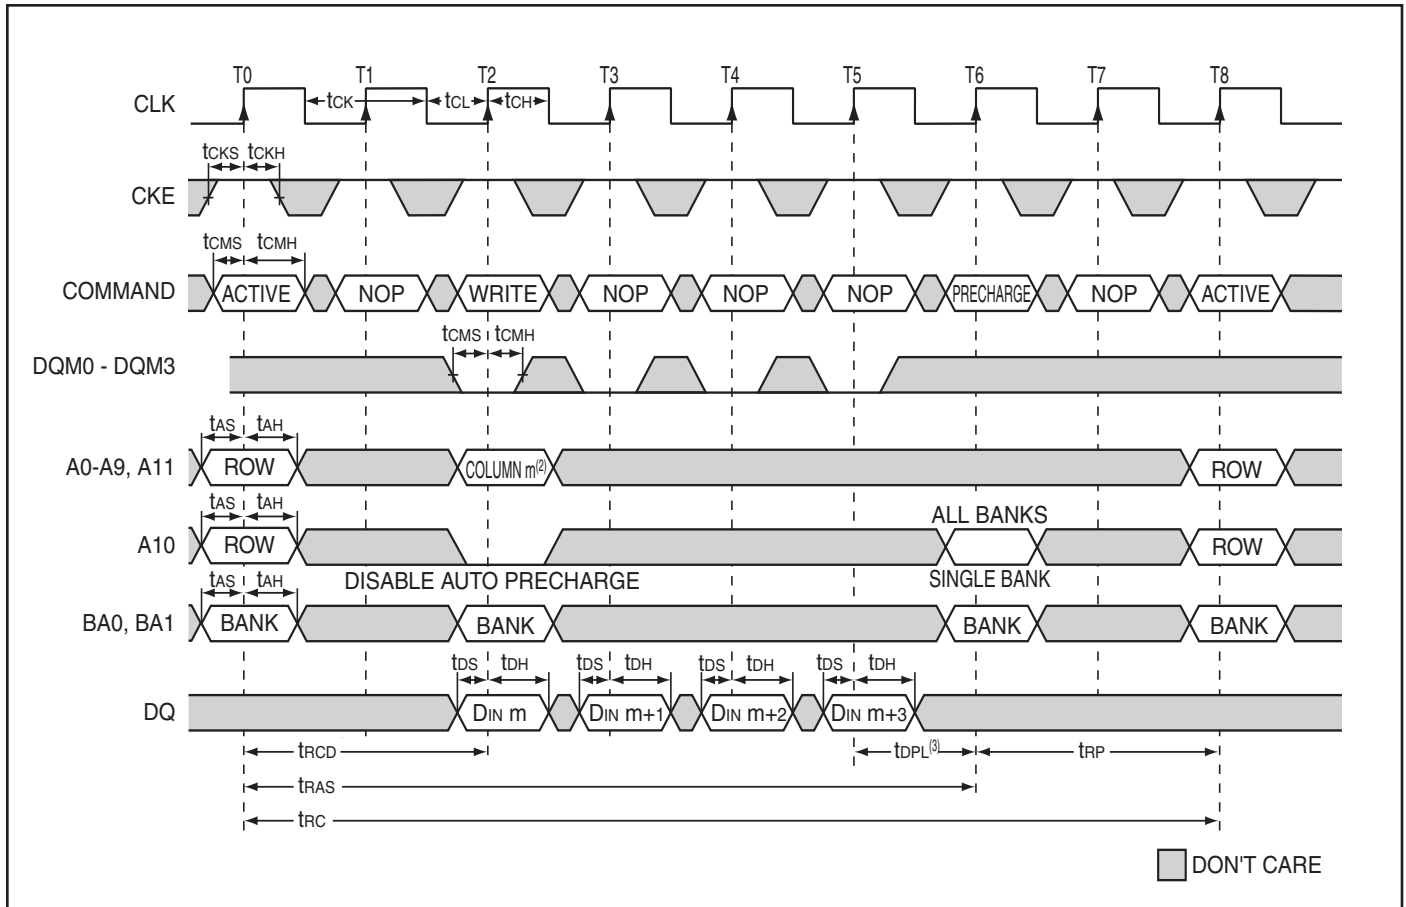 T0 T1 T2 T3 T4 T5 T6 T7 T8
CLK tCK tCL tCH
tCKS tCKH
CKE
tCMS tCMH
COMMAND ACTIVE NOP WRITE NOP NOP NOP PRECHARGE NOP ACTIVE
tCMS tCMH
DQM0 - DQM3
tAS tAH
A0-A9, A11 ROW COLUMN m(2) ROW
tAS tAH ALL BANKS
A10 ROW ROW
tAS tAH DISABLE AUTO PRECHARGE SINGLE BANK
BA0, BA1 BANK BANK BANK BANK
tDS tDH tDS tDH tDS tDH tDS tDH
DQ DIN m DIN m+1 DIN m+2 DIN m+3
tRCD tDPL(3) tRP
tRAS
tRC
DON'T CARE